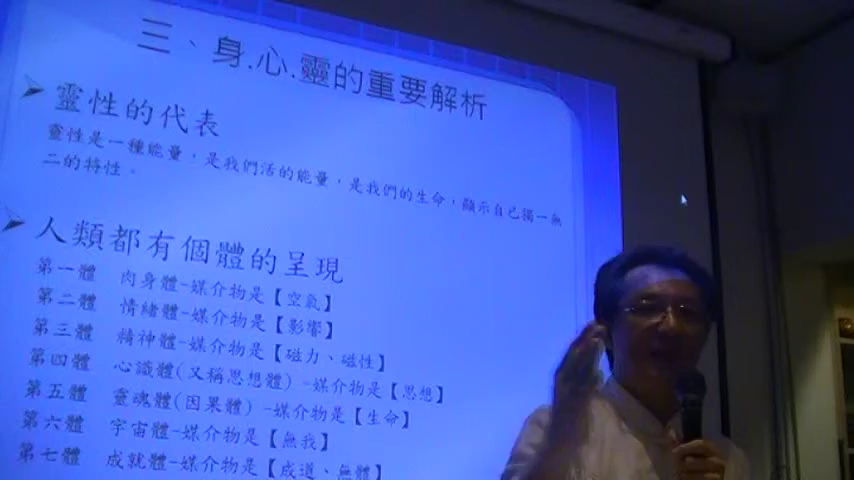 三、身.心.靈的重要解析
靈性的代表
靈性是一種能量，是我們活的能量，是我們的生命，顯示自己獨一無
二的特性。
人類都有個體的呈現
第一體 肉身體-媒介物是【空氣】
第二體 情緒體-媒介物是【影響】
第三體 精神體-媒介物是【磁力、磁性】
第四體 心識體(又稱思想體) -媒介物是【思想】
第五體 靈魂體(因果體) -媒介物是【生命】
第六體 宇宙體-媒介物是【無我】
第七體 成就體-媒介物是【成道、無體】